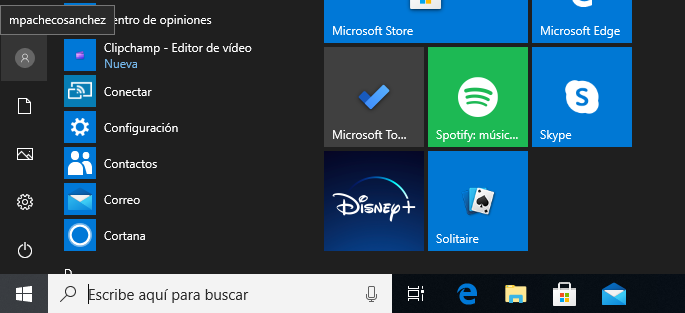 mpachecosanchez
entro de opiniones
Clipchamp - Editor de vídeo
Nueva
Conectar
Configuración
Contactos
Correo
Cortana
Microsoft Store
Microsoft Edge
Microsoft To...
Spotify: músic...
Skype
Disney+
Solitaire
Escribe aquí para buscar